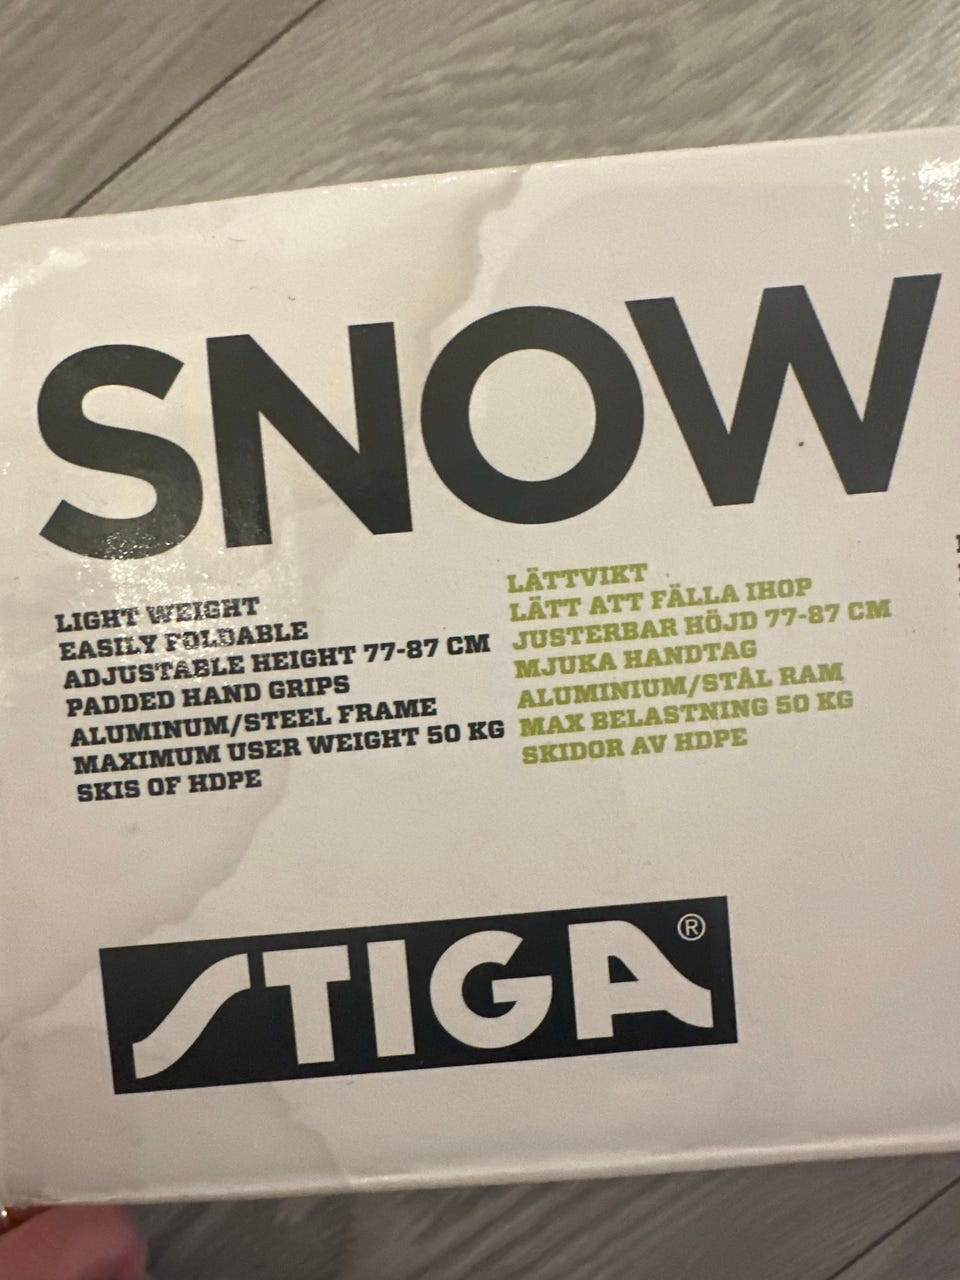 SNOW
LIGHT WEIGHT
EASILY FOLDABLE
ADJUSTABLE HEIGHT 77-87 CM
PADDED HAND GRIPS
ALUMINUM/STEEL FRAME
MAXIMUM USER WEIGHT 50 KG
SKIS OF HDPE
LÄTTVIKT
LÄTT ATT FÄLLA IHOP
JUSTERBAR HÖJD 77-87 CM
MJUKA HANDTAG
ALUMINIUM/STÅL RAM
MAX BELASTNING 50 KG
SKIDOR AV HDPE
STIGA®